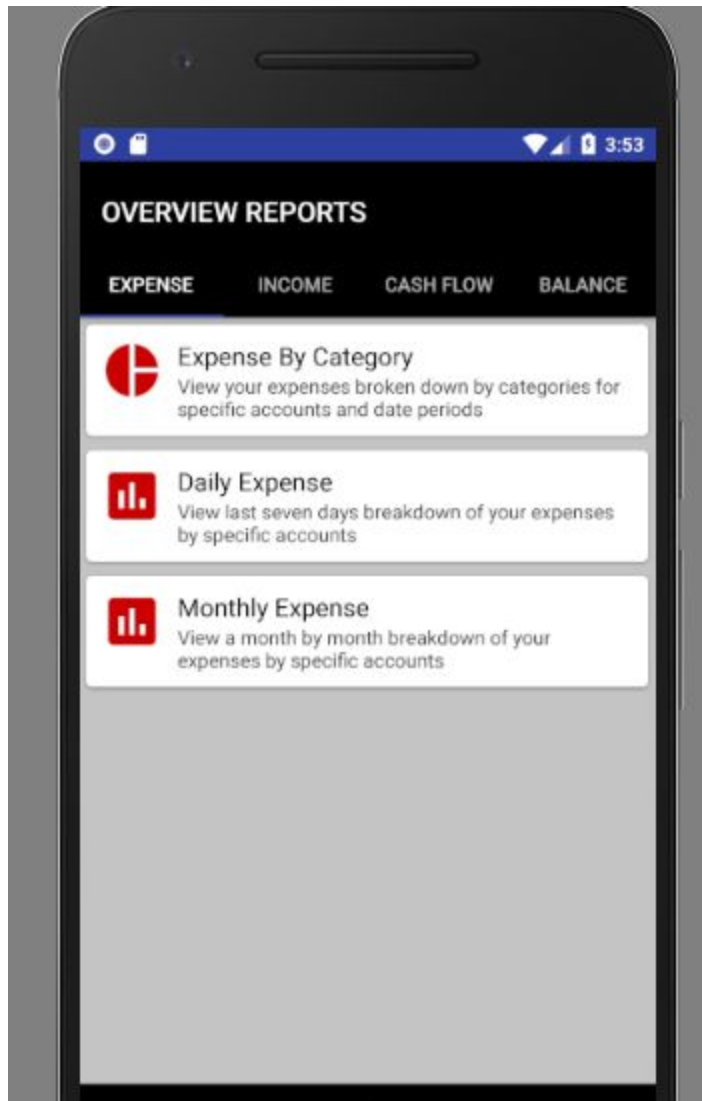 3:53
OVERVIEW REPORTS
EXPENSE INCOME CASH FLOW BALANCE
Expense By Category
View your expenses broken down by categories for
specific accounts and date periods
Daily Expense
View last seven days breakdown of your expenses
by specific accounts
Monthly Expense
View a month by month breakdown of your
expenses by specific accounts